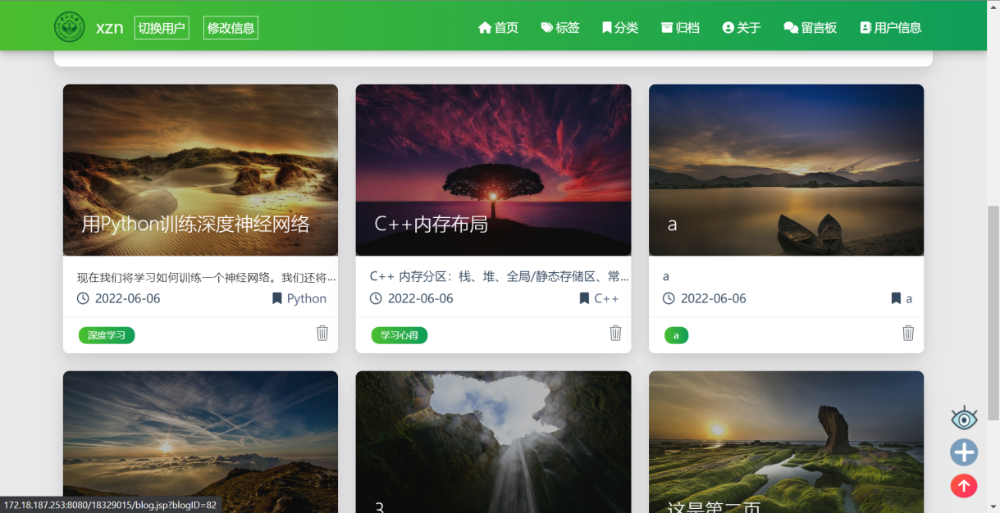 xzn 切换用户 修改信息 首页 标签 分类 归档 关于 留言板 用户信息
用Python训练深度神经网络
现在我们将学习如何训练一个神经网络。我们还将...
2022-06-06 Python
深度学习
C++内存布局
C++ 内存分区：栈、堆、全局/静态存储区、常...
2022-06-06 C++
学习心得
a
a
2022-06-06 a
a
3
这是第二页
172.18.187.253:8080/18329015/blog.jsp?blogID=82